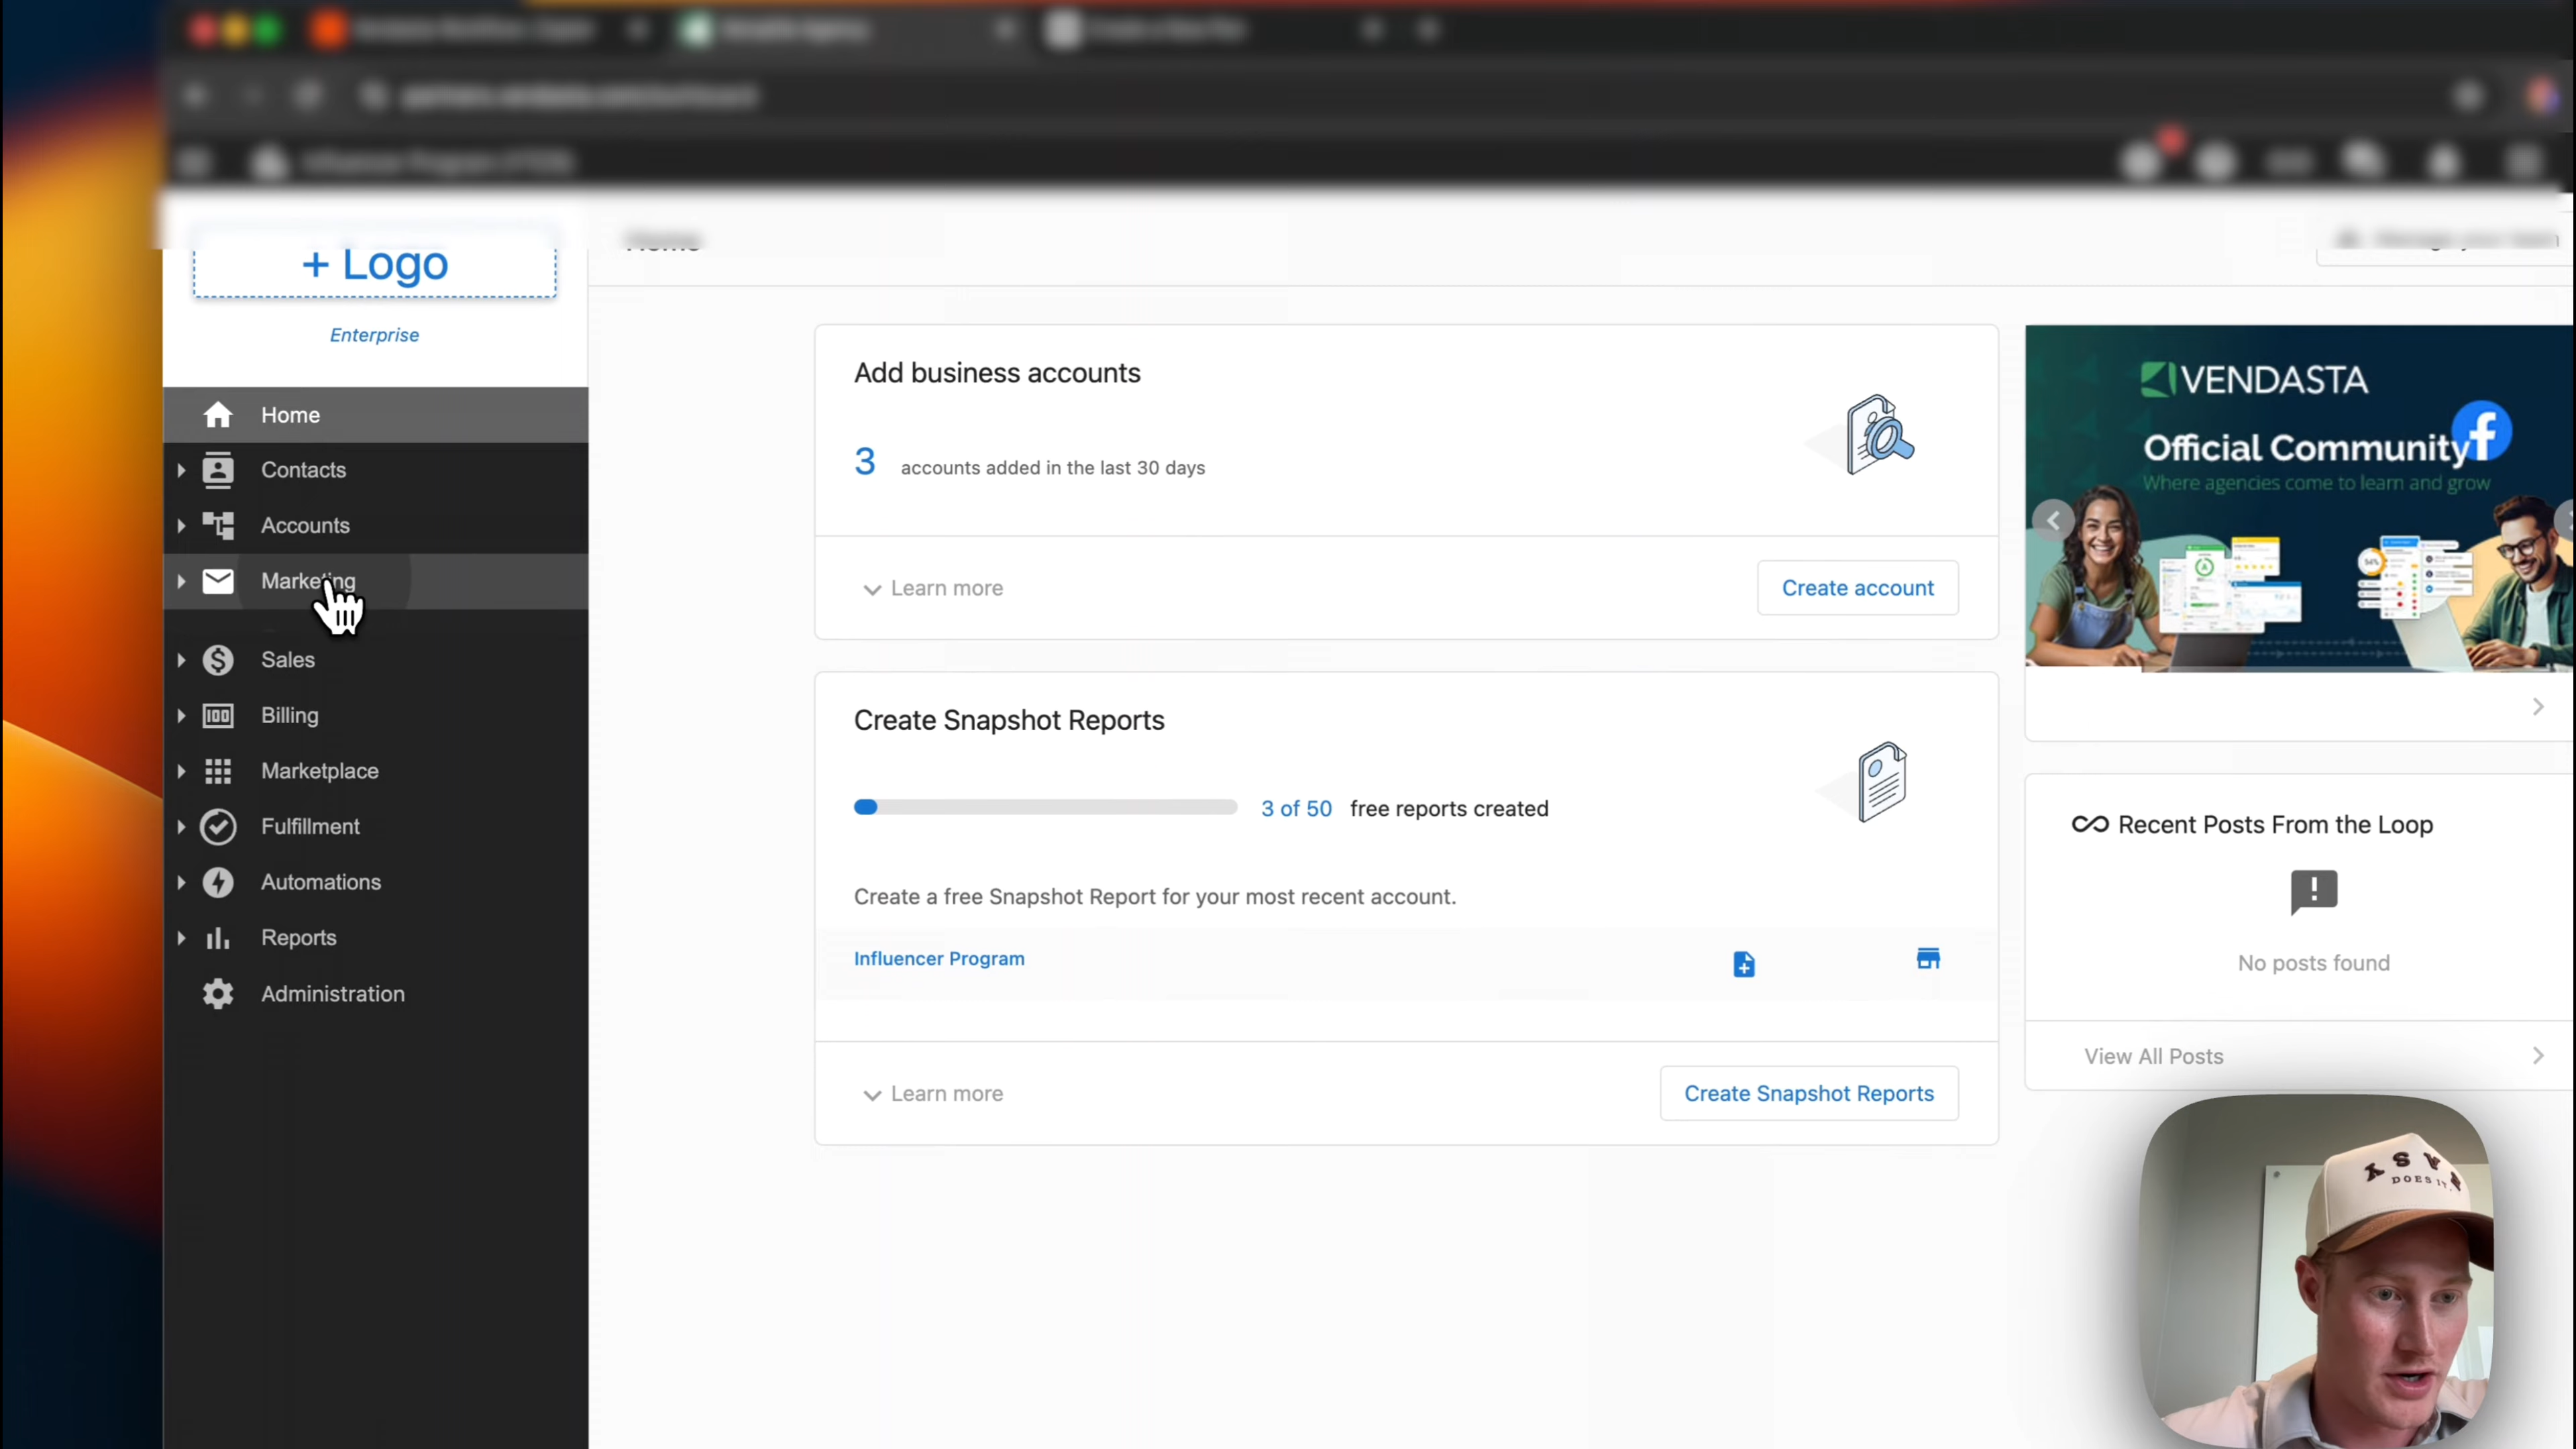 + Logo
Enterprise
Home
Contacts
Accounts
Marketing
Sales
Billing
Marketplace
Fulfillment
Automations
Reports
Administration
Home
Add business accounts
3 accounts added in the last 30 days
Learn more
Create account
Create Snapshot Reports
3 of 50 free reports created
Create a free Snapshot Report for your most recent account.
Influencer Program
Learn more
Create Snapshot Reports
VENDASTA
Official Community
Where agencies come to learn and grow
Recent Posts From the Loop
No posts found
View All Posts
DOES IT